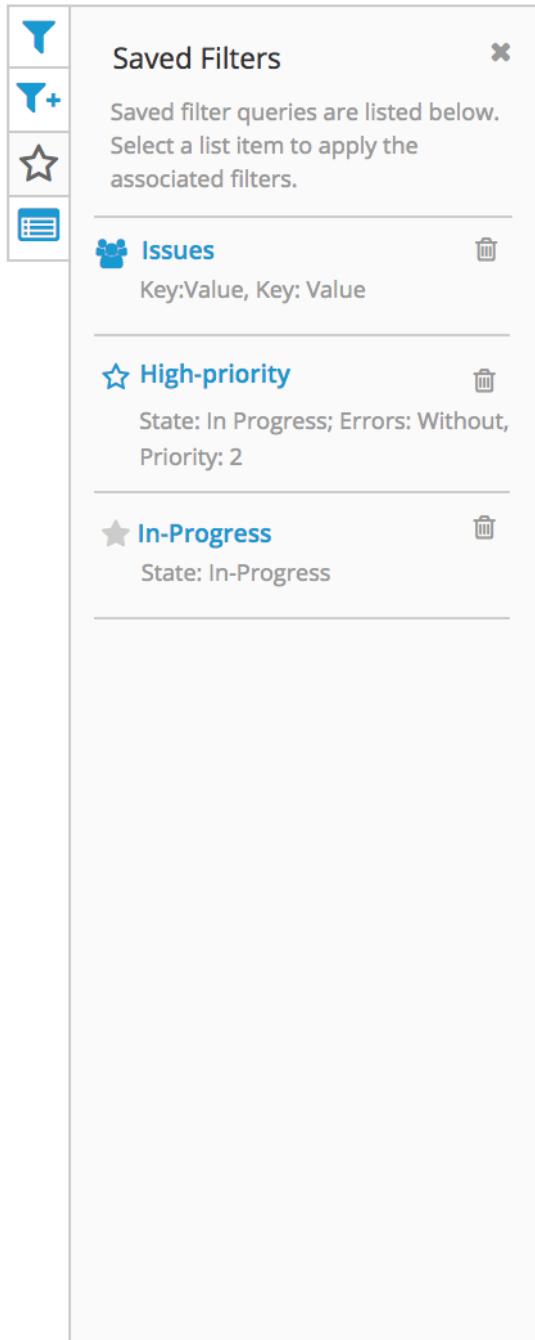 Saved Filters
Saved filter queries are listed below.
Select a list item to apply the
associated filters.
Issues
Key:Value, Key: Value
High-priority
State: In Progress; Errors: Without,
Priority: 2
In-Progress
State: In-Progress